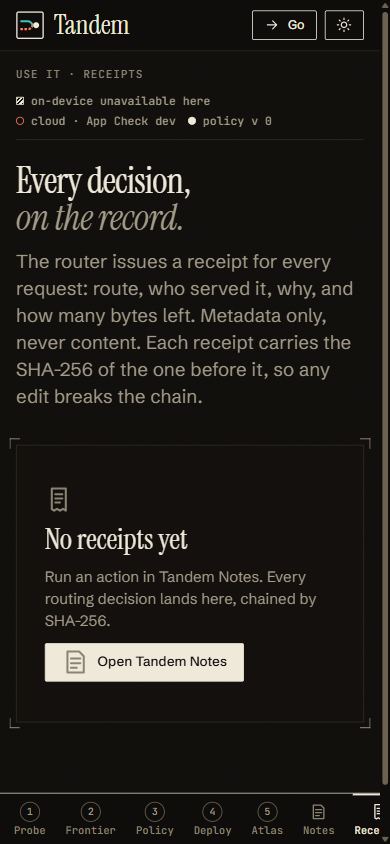 Tandem
Go
USE IT · RECEIPTS
on-device unavailable here
cloud · App Check dev policy v 0
Every decision,
on the record.
The router issues a receipt for every
request: route, who served it, why, and
how many bytes left. Metadata only,
never content. Each receipt carries the
SHA-256 of the one before it, so any
edit breaks the chain.
No receipts yet
Run an action in Tandem Notes. Every
routing decision lands here, chained by
SHA-256.
Open Tandem Notes
1 2 3 4 5
Probe Frontier Policy Deploy Atlas Notes Rece